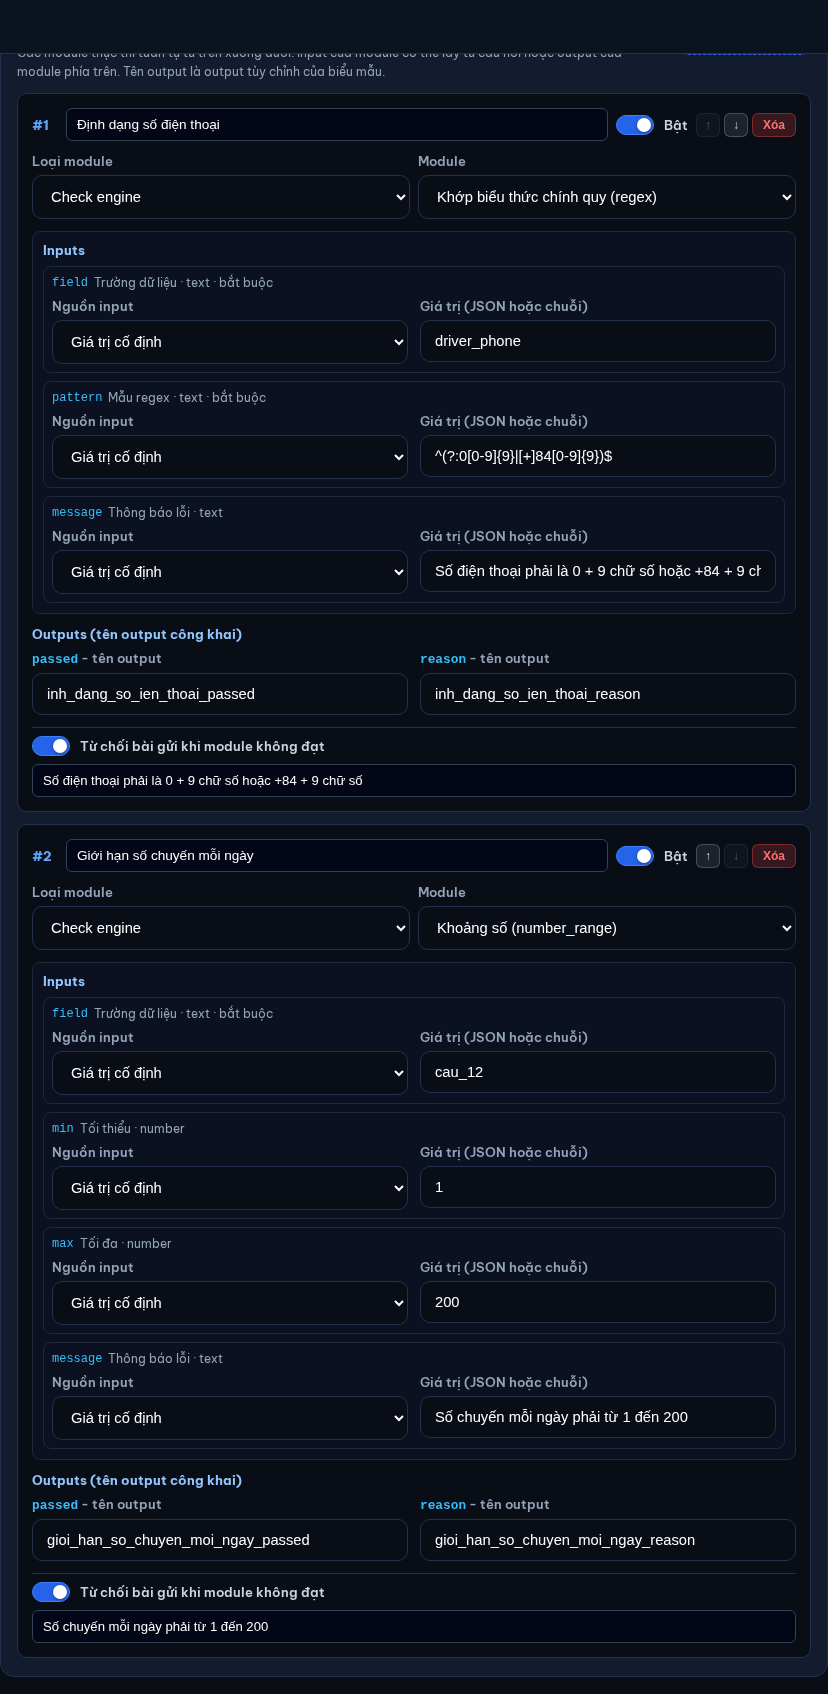 module phía trên. Tên output là output tùy chỉnh của biểu mẫu.
#1 Định dạng số điện thoại Bật ↑ ↓ Xóa
Loại module Module
Check engine Khớp biểu thức chính quy (regex)
Inputs
field Trường dữ liệu · text · bắt buộc
Nguồn input Giá trị (JSON hoặc chuỗi)
Giá trị cố định driver_phone
pattern Mẫu regex · text · bắt buộc
Nguồn input Giá trị (JSON hoặc chuỗi)
Giá trị cố định ^(?:0[0-9]{9}|[+]84[0-9]{9})$
message Thông báo lỗi · text
Nguồn input Giá trị (JSON hoặc chuỗi)
Giá trị cố định Số điện thoại phải là 0 + 9 chữ số hoặc +84 + 9
Outputs (tên output công khai)
passed - tên output reason - tên output
inh_dang_so_ien_thoai_passed inh_dang_so_ien_thoai_reason
Từ chối bài gửi khi module không đạt
Số điện thoại phải là 0 + 9 chữ số hoặc +84 + 9 chữ số
#2 Giới hạn số chuyến mỗi ngày Bật ↑ ↓ Xóa
Loại module Module
Check engine Khoảng số (number_range)
Inputs
field Trường dữ liệu · text · bắt buộc
Nguồn input Giá trị (JSON hoặc chuỗi)
Giá trị cố định cau_12
min Tối thiểu · number
Nguồn input Giá trị (JSON hoặc chuỗi)
Giá trị cố định 1
max Tối đa · number
Nguồn input Giá trị (JSON hoặc chuỗi)
Giá trị cố định 200
message Thông báo lỗi · text
Nguồn input Giá trị (JSON hoặc chuỗi)
Giá trị cố định Số chuyến mỗi ngày phải từ 1 đến 200
Outputs (tên output công khai)
passed - tên output reason - tên output
gioi_han_so_chuyen_moi_ngay_passed gioi_han_so_chuyen_moi_ngay_reason
Từ chối bài gửi khi module không đạt
Số chuyến mỗi ngày phải từ 1 đến 200